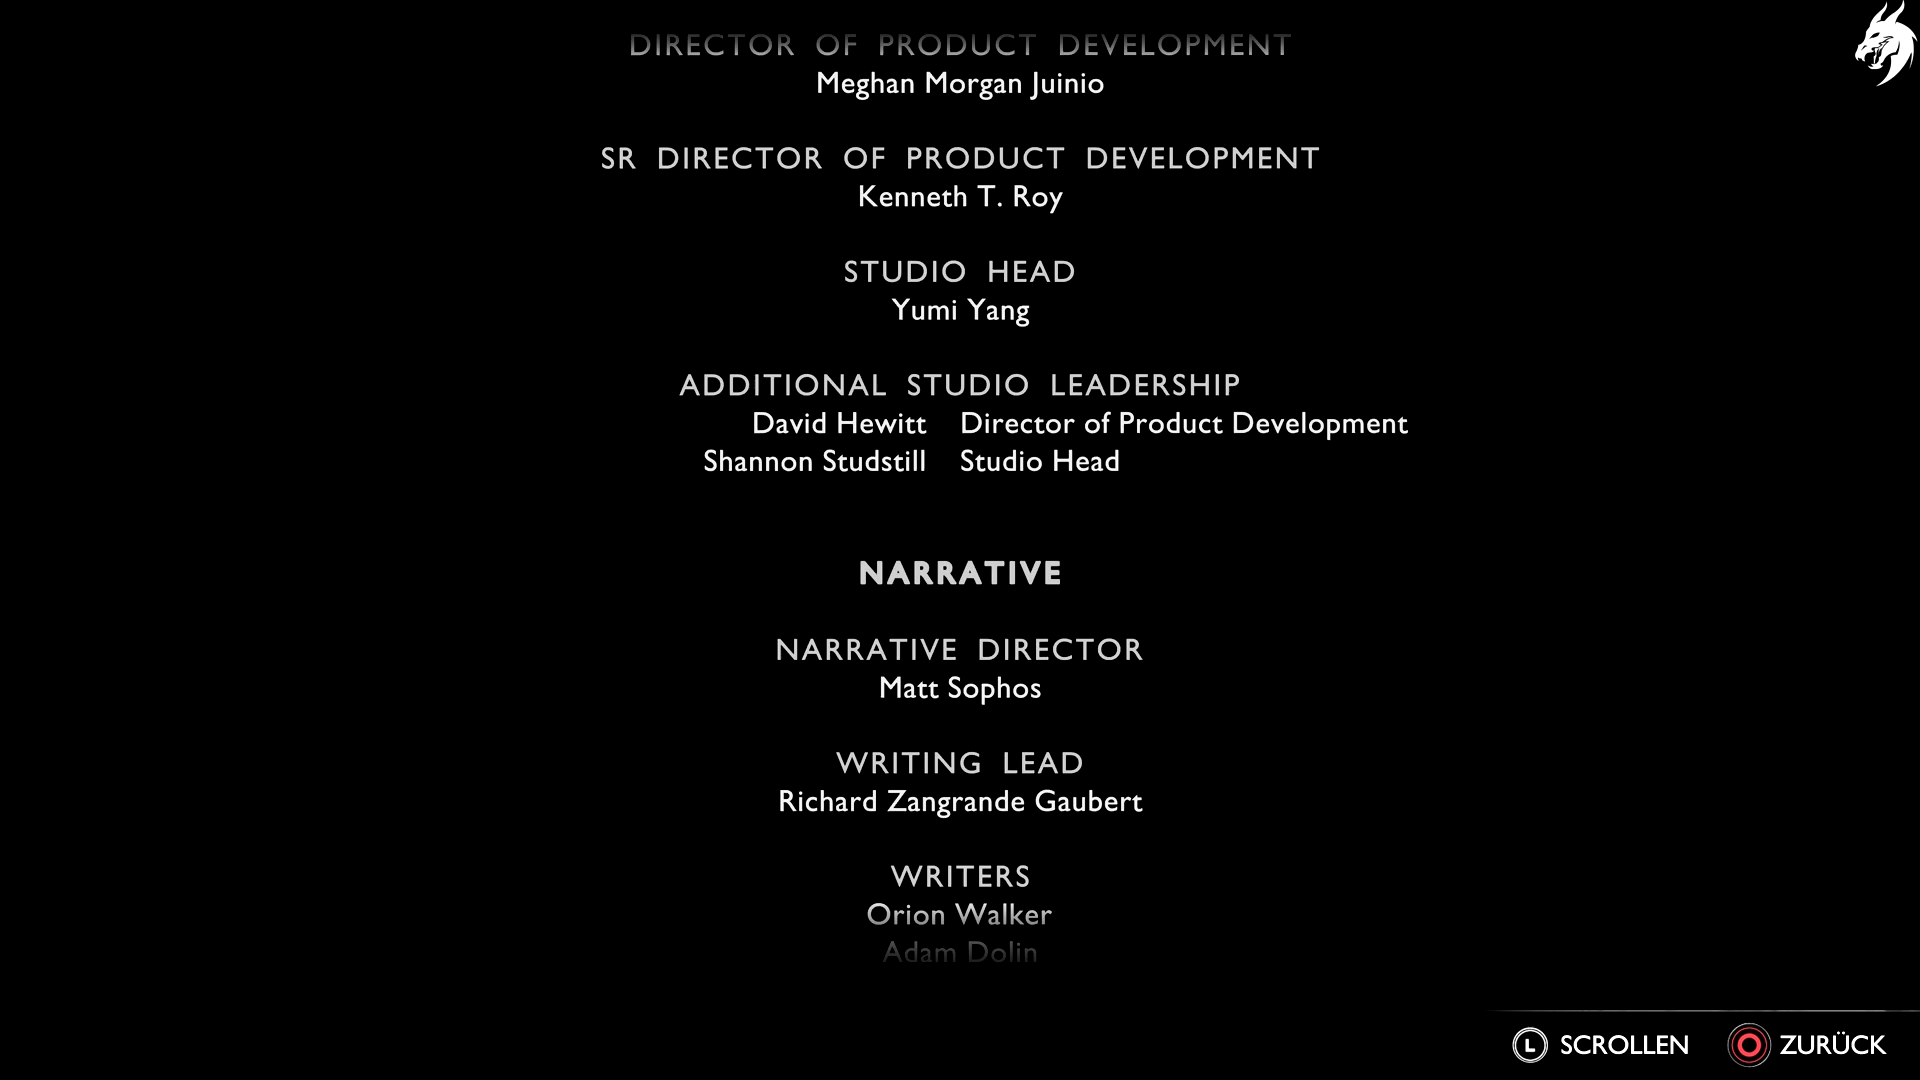 DIRECTOR OF PRODUCT DEVELOPMENT
Meghan Morgan Juinio
SR DIRECTOR OF PRODUCT DEVELOPMENT
Kenneth T. Roy
STUDIO HEAD
Yumi Yang
ADDITIONAL STUDIO LEADERSHIP
David Hewitt Director of Product Development
Shannon Studstill Studio Head
NARRATIVE
NARRATIVE DIRECTOR
Matt Sophos
WRITING LEAD
Richard Zangrande Gaubert
WRITERS
Orion Walker
Adam Dolin
L SCROLLEN ZURÜCK